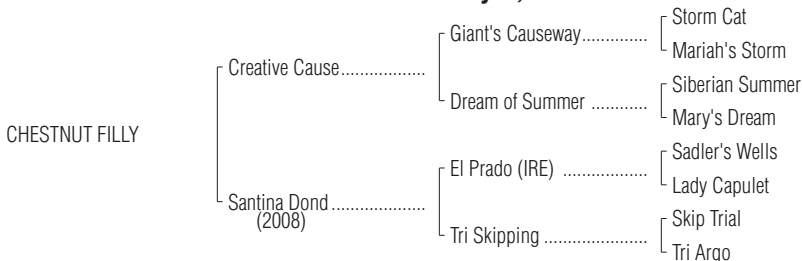 Storm Cat
Giant's Causeway..............
Mariah's Storm
Creative Cause..................
Siberian Summer
Dream of Summer ............
Mary's Dream
CHESTNUT FILLY
Sadler's Wells
El Prado (IRE) ..................
Lady Capulet
Santina Dond....................
(2008)
Skip Trial
Tri Skipping ......................
Tri Argo